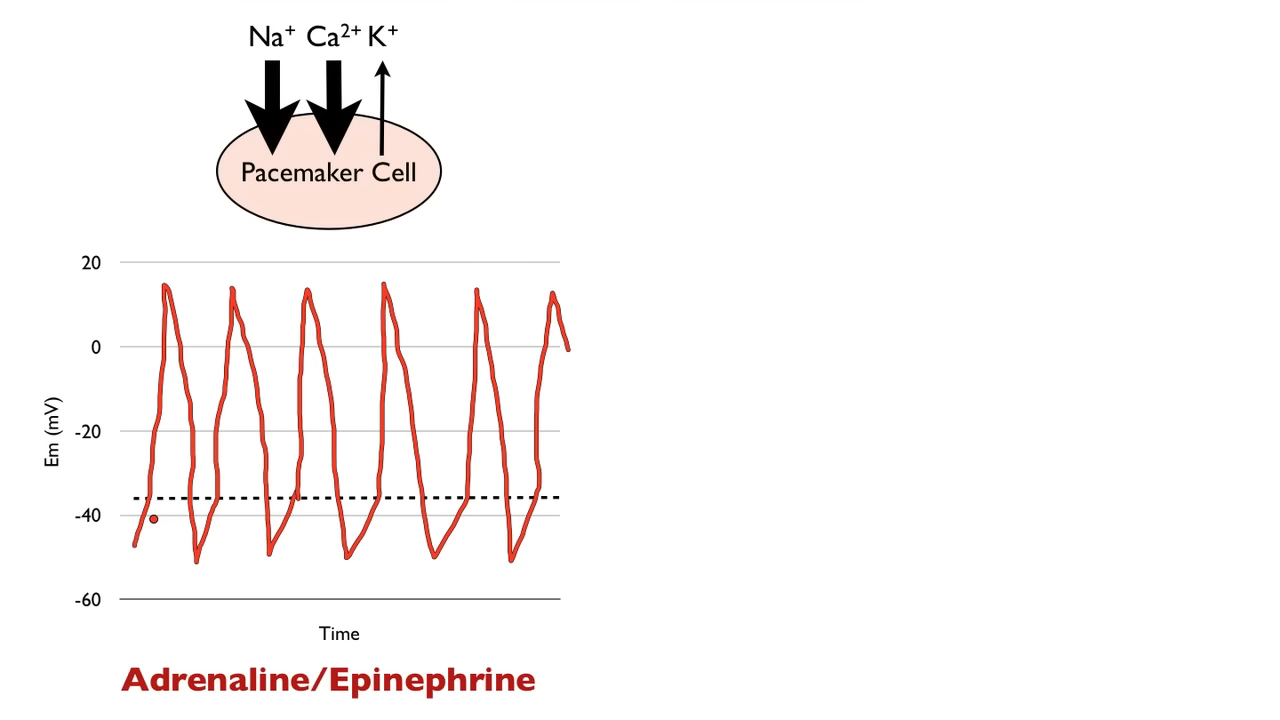 Na⁺ Ca²⁺ K⁺
Pacemaker Cell
20
0
-20
-40
-60
Em (mV)
Time
Adrenaline/Epinephrine